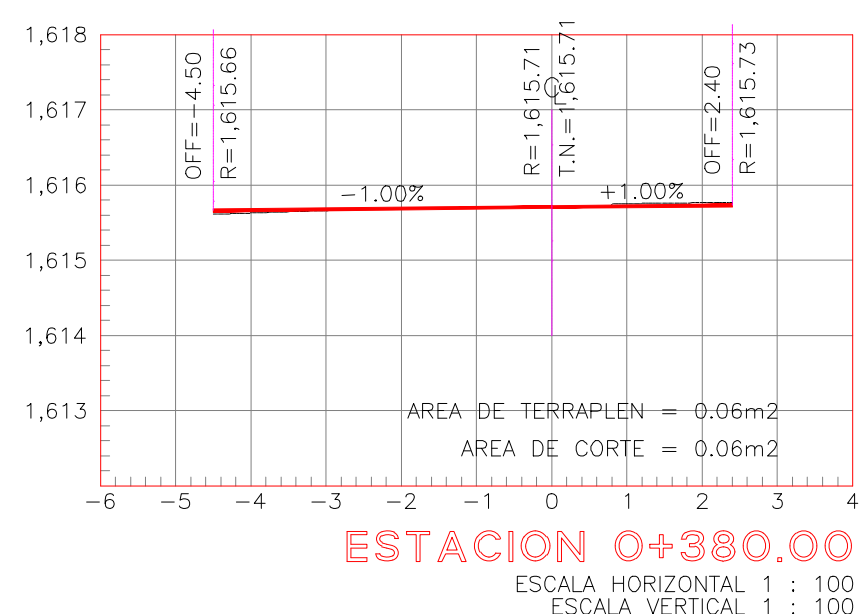 1,618
1,617
1,616
1,615
1,614
1,613
OFF=-4.50
R=1,615.66
R=1,615.71
T.N.=1,615.71
CL
OFF=2.40
R=1,615.73
-1.00%
+1.00%
AREA DE TERRAPLEN = 0.06m2
AREA DE CORTE = 0.06m2
-6 -5 -4 -3 -2 -1 0 1 2 3 4
ESTACION 0+380.00
ESCALA HORIZONTAL 1 : 100
ESCALA VERTICAL 1 : 100